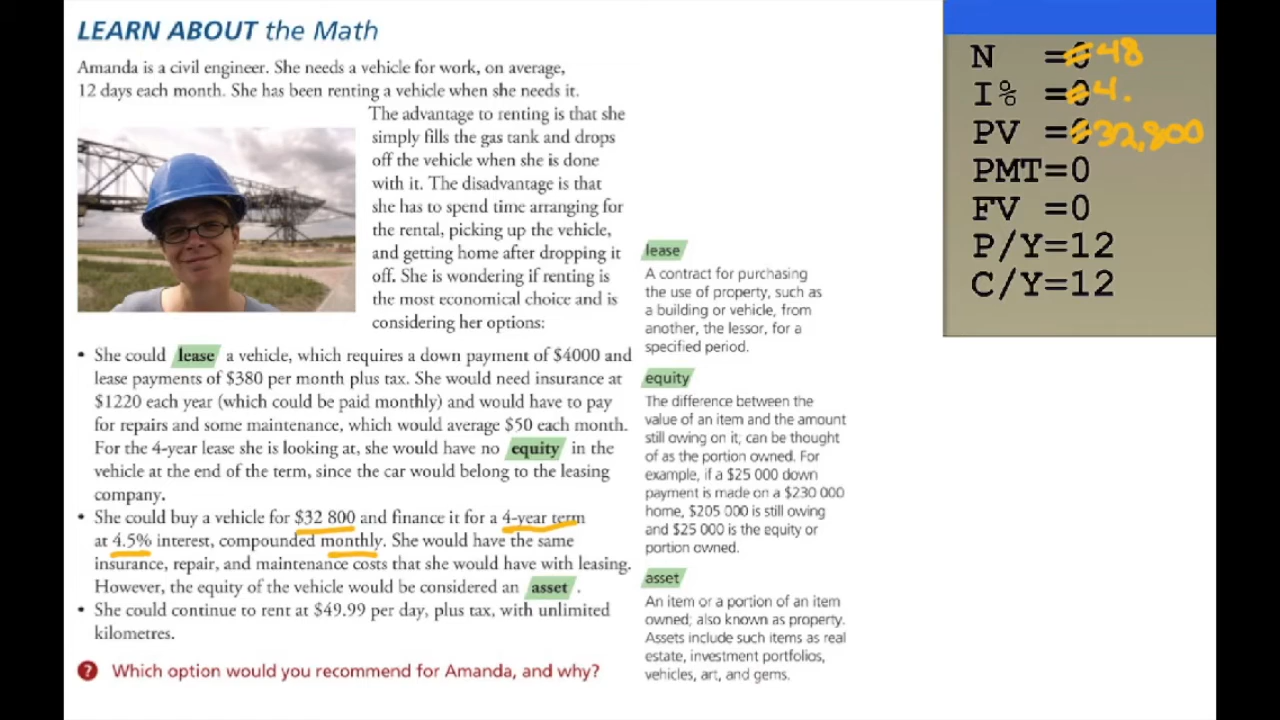 LEARN ABOUT the Math
Amanda is a civil engineer. She needs a vehicle for work, on average,
12 days each month. She has been renting a vehicle when she needs it.
The advantage to renting is that she
simply fills the gas tank and drops
off the vehicle when she is done
with it. The disadvantage is that
she has to spend time arranging for
the rental, picking up the vehicle,
and getting home after dropping it
off. She is wondering if renting is
the most economical choice and is
considering her options:
• She could lease a vehicle, which requires a down payment of $4000 and
lease payments of $380 per month plus tax. She would need insurance at
$1220 each year (which could be paid monthly) and would have to pay
for repairs and some maintenance, which would average $50 each month.
For the 4-year lease she is looking at, she would have no equity in the
vehicle at the end of the term, since the car would belong to the leasing
company.
• She could buy a vehicle for $32 800 and finance it for a 4-year term
at 4.5% interest, compounded monthly. She would have the same
insurance, repair, and maintenance costs that she would have with leasing.
However, the equity of the vehicle would be considered an asset.
• She could continue to rent at $49.99 per day, plus tax, with unlimited
kilometres.
? Which option would you recommend for Amanda, and why?
lease
A contract for purchasing
the use of property, such as
a building or vehicle, from
another, the lessor, for a
specified period.
equity
The difference between the
value of an item and the amount
still owing on it; can be thought
of as the portion owned. For
example, if a $25 000 down
payment is made on a $230 000
home, $205 000 is still owing
and $25 000 is the equity or
portion owned.
asset
An item or a portion of an item
owned; also known as property.
Assets include such items as real
estate, investment portfolios,
vehicles, art, and gems.
N =0 48
I% =0 4.
PV =0 32,800
PMT=0
FV =0
P/Y=12
C/Y=12